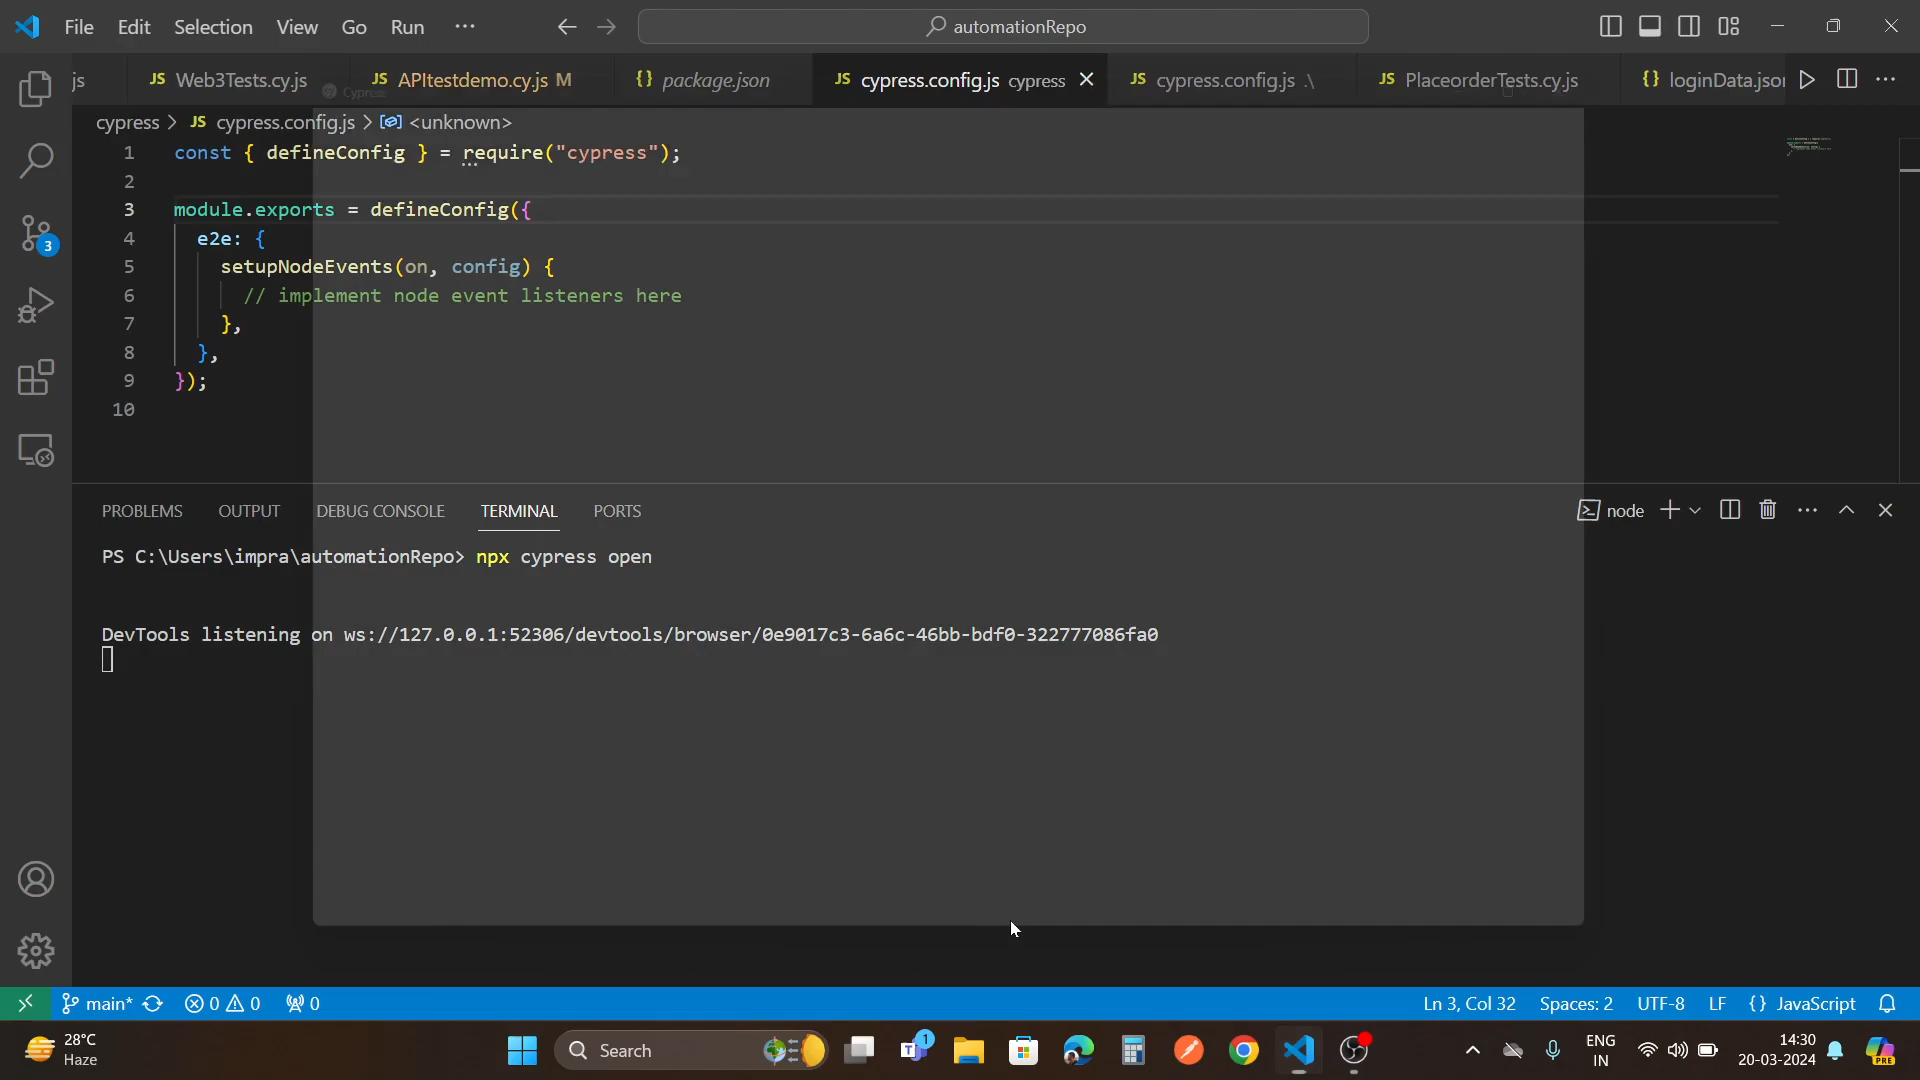 File Edit Selection View Go Run ··· automationRepo
js JS Web3Tests.cy.js JS APItestdemo.cy.js M {} package.json JS cypress.config.js cypress JS cypress.config.js .\ JS PlaceorderTests.cy.js {} loginData.json
Cypress
cypress > JS cypress.config.js > <unknown>
1 const { defineConfig } = require("cypress");
2
3 module.exports = defineConfig({
4 e2e: {
5 setupNodeEvents(on, config) {
6 // implement node event listeners here
7 },
8 },
9 });
10
PROBLEMS OUTPUT DEBUG CONSOLE TERMINAL PORTS node
PS C:\Users\impra\automationRepo> npx cypress open
DevTools listening on ws://127.0.0.1:52306/devtools/browser/0e9017c3-6a6c-46bb-bdf0-322777086fa0
3
main* 0 0 0 Ln 3, Col 32 Spaces: 2 UTF-8 LF {} JavaScript
28°C
Haze
Search
1
ENG
IN
14:30
20-03-2024
PRE